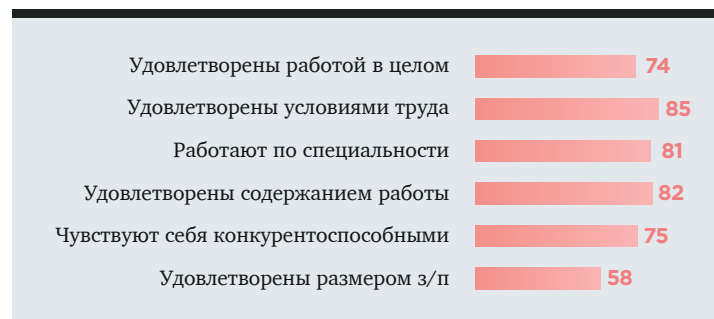 Удовлетворены работой в целом 74
Удовлетворены условиями труда 85
Работают по специальности 81
Удовлетворены содержанием работы 82
Чувствуют себя конкурентоспособными 75
Удовлетворены размером з/п 58